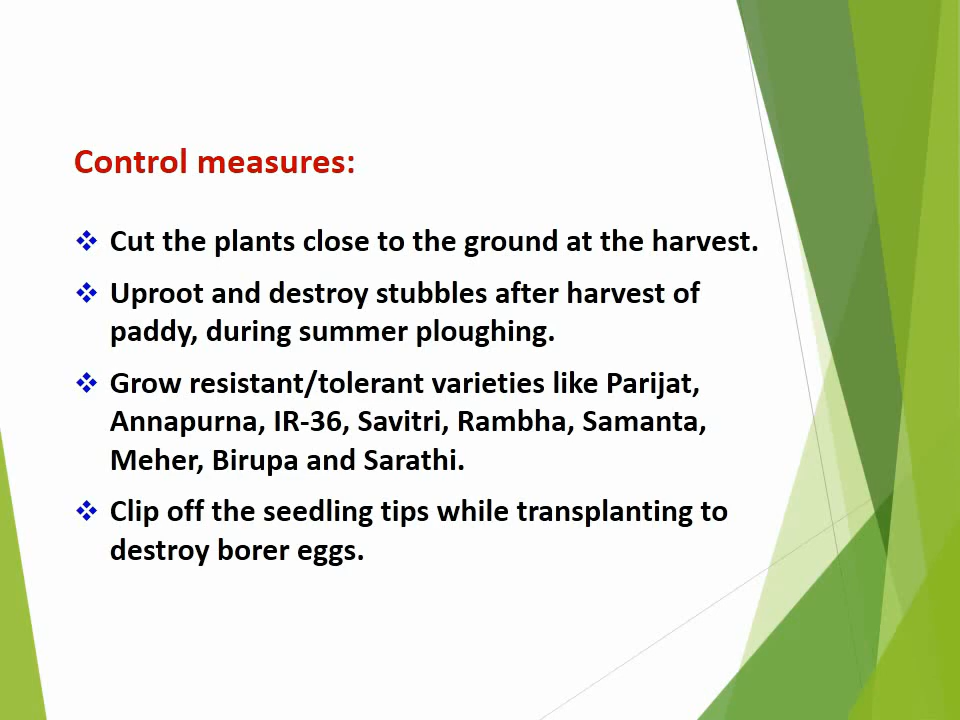 Control measures:
❖ Cut the plants close to the ground at the harvest.
❖ Uproot and destroy stubbles after harvest of
paddy, during summer ploughing.
❖ Grow resistant/tolerant varieties like Parijat,
Annapurna, IR-36, Savitri, Rambha, Samanta,
Meher, Birupa and Sarathi.
❖ Clip off the seedling tips while transplanting to
destroy borer eggs.